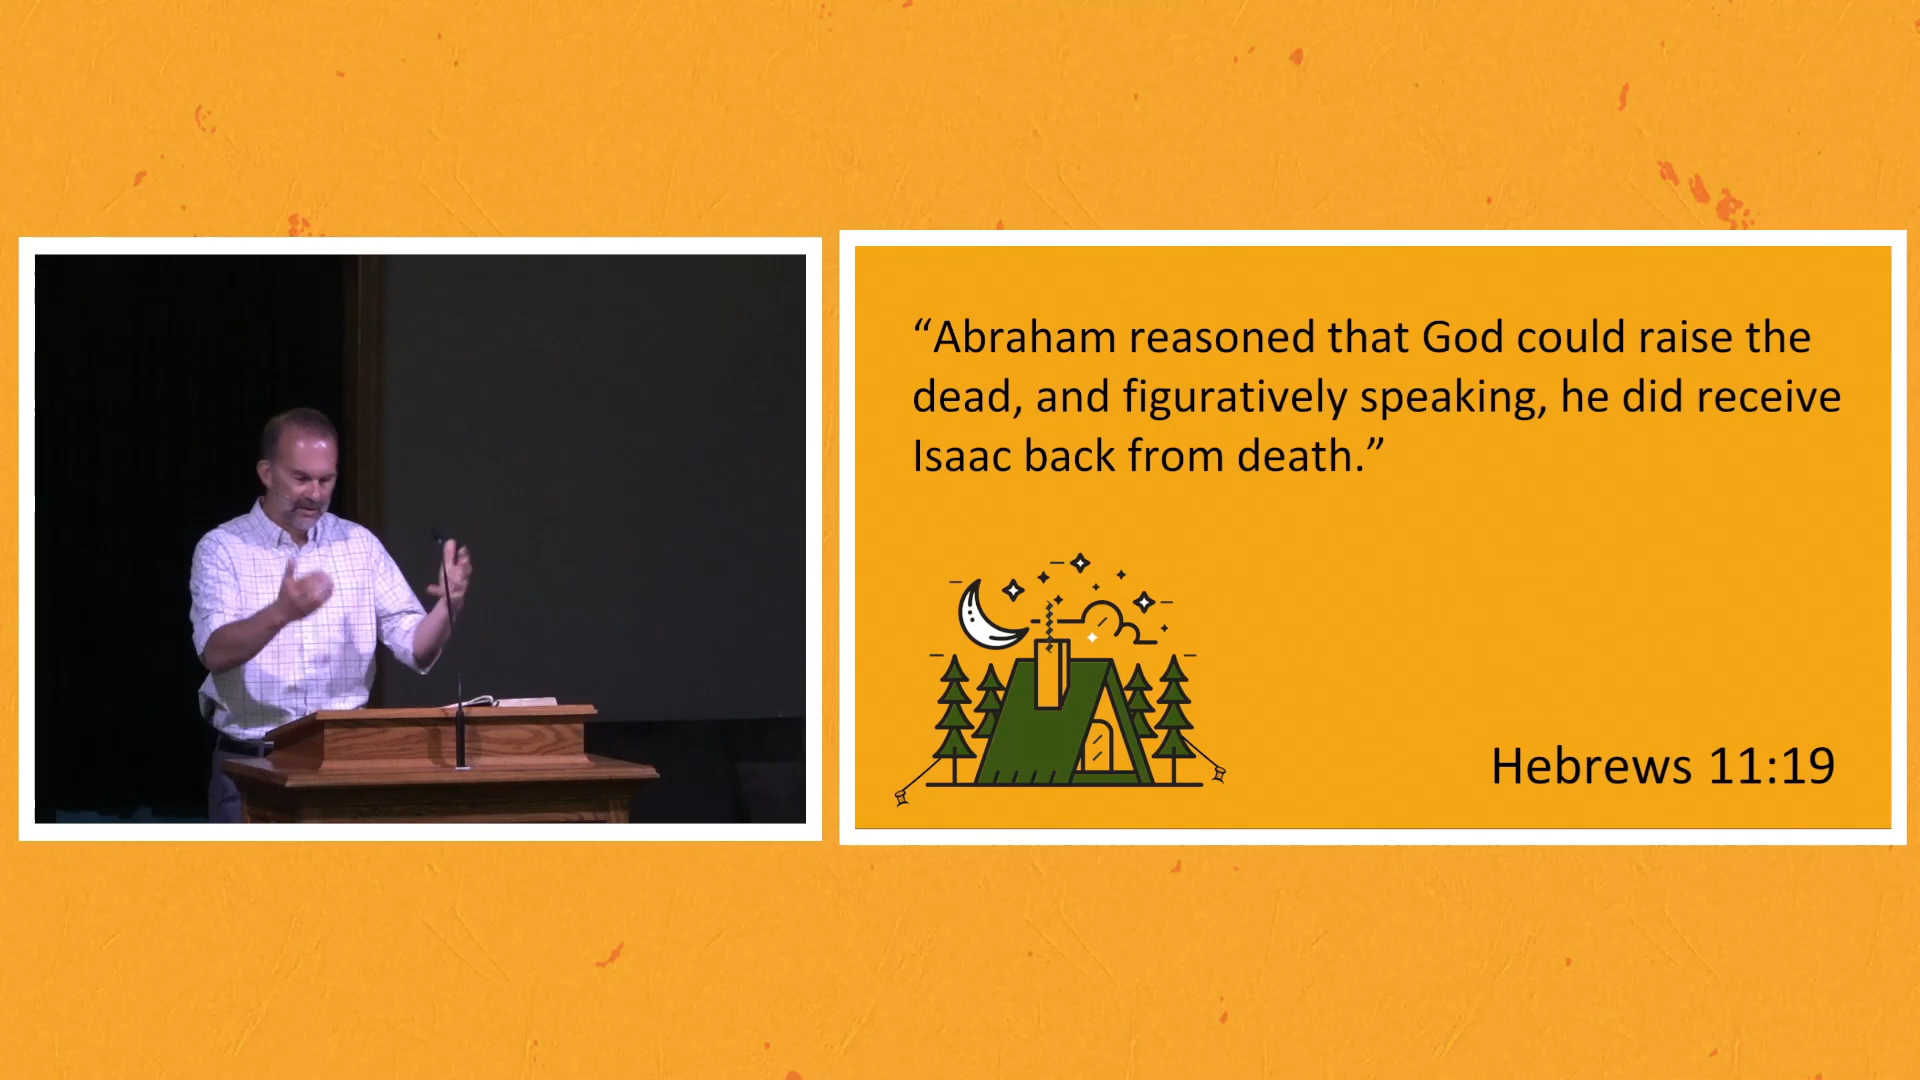 “Abraham reasoned that God could raise the
dead, and figuratively speaking, he did receive
Isaac back from death.”
Hebrews 11:19